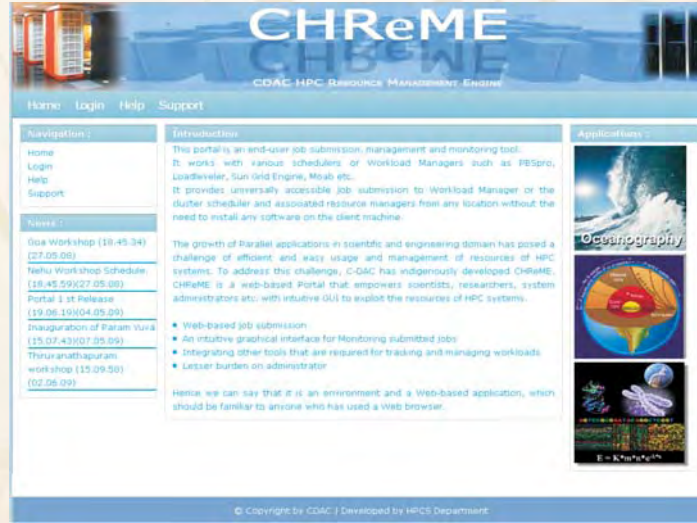 CHReME
CDAC HPC RESOURCE MANAGEMENT ENGINE
Home Login Help Support
Navigation :
Home
Login
Help
Support
News :
Goa Workshop (18.45.34)
(27.05.08)
Nehu Workshop Schedule.
(18.45.59)(27.05.08)
Portal 1 st Release
(19.06.19)(04.05.09)
Inauguration of Param Yuva
(15.07.43)(07.05.09)
Thiruvanathapuram
workshop (15.09.50)
(02.06.09)
Introduction
This portal is an end-user job submission, management and monitoring tool.
It works with various schedulers or Workload Managers such as PBSpro,
Loadleveler, Sun Grid Engine, Moab etc.
It provides universally accessible job submission to Workload Manager or the
cluster scheduler and associated resource managers from any location without the
need to install any software on the client machine.
The growth of Parallel applications in scientific and engineering domain has posed a
challenge of efficient and easy usage and management of resources of HPC
systems. To address this challenge, C-DAC has indigenously developed CHReME.
CHReME is a web-based Portal that empowers scientists, researchers, system
administrators etc. with intuitive GUI to exploit the resources of HPC systems.
• Web-based job submission
• An intuitive graphical interface for Monitoring submitted jobs
• Integrating other tools that are required for tracking and managing workloads
• Lesser burden on administrator
Hence we can say that it is an environment and a Web-based application, which
should be familiar to anyone who has used a Web browser.
Applications :
Oceanography
© Copyright by CDAC | Developed by HPCS Department